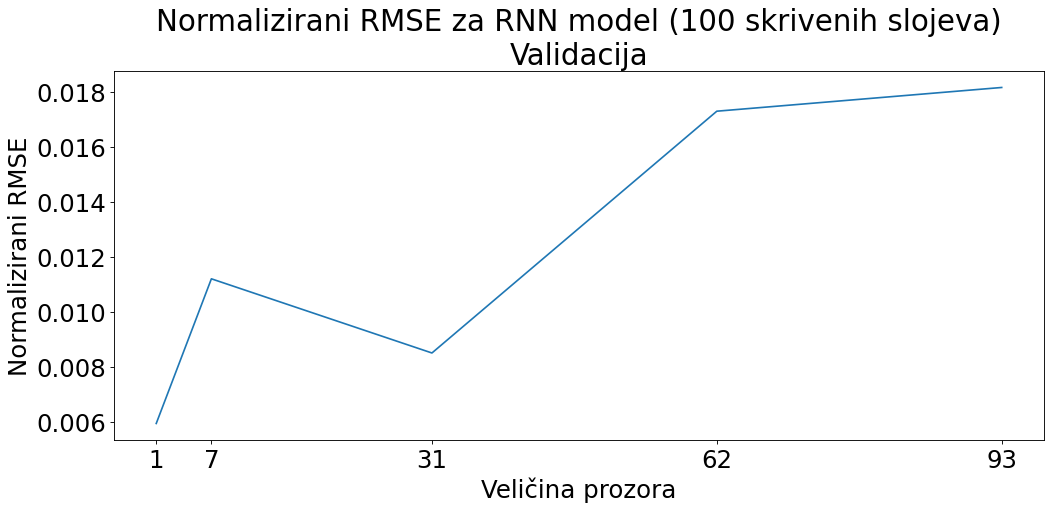 Normalizirani RMSE za RNN model (100 skrivenih slojeva)
Validacija
Normalizirani RMSE
0.018
0.016
0.014
0.012
0.010
0.008
0.006
1 7 31 62 93
Veličina prozora